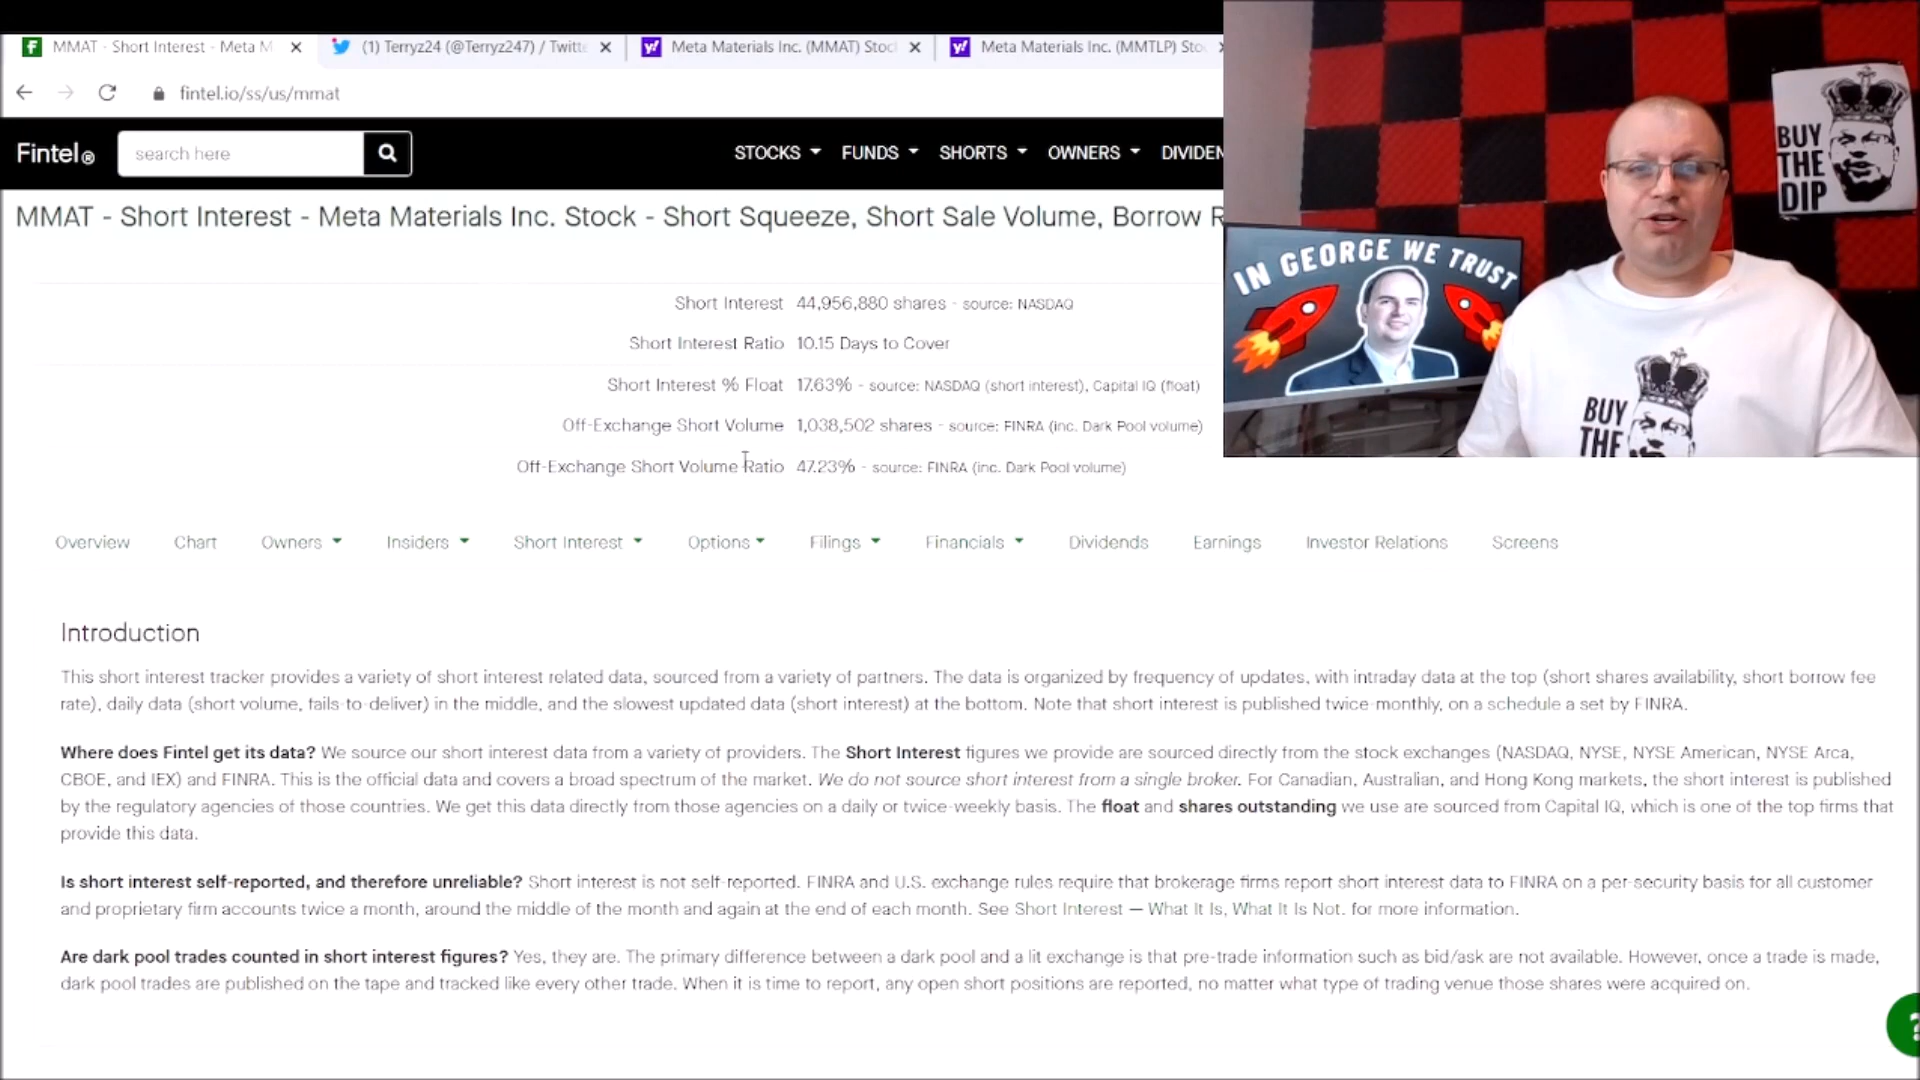 MMAT - Short Interest - Meta M
(1) Terryz24 (@Terryz247) / Twitte
Meta Materials Inc. (MMAT) Stoc
Meta Materials Inc. (MMTLP) Sto
fintel.io/ss/us/mmat
Fintel®
search here
STOCKS
FUNDS
SHORTS
OWNERS
DIVIDEN
MMAT - Short Interest - Meta Materials Inc. Stock - Short Squeeze, Short Sale Volume, Borrow R
Short Interest 44,956,880 shares - source: NASDAQ
Short Interest Ratio 10.15 Days to Cover
Short Interest % Float 17.63% - source: NASDAQ (short interest), Capital IQ (float)
Off-Exchange Short Volume 1,038,502 shares - source: FINRA (inc. Dark Pool volume)
Off-Exchange Short Volume Ratio 47.23% - source: FINRA (inc. Dark Pool volume)
BUY
THE
DIP
IN GEORGE WE TRUST
BUY
THE
Overview
Chart
Owners
Insiders
Short Interest
Options
Filings
Financials
Dividends
Earnings
Investor Relations
Screens
Introduction
This short interest tracker provides a variety of short interest related data, sourced from a variety of partners. The data is organized by frequency of updates, with intraday data at the top (short shares availability, short borrow fee
rate), daily data (short volume, fails-to-deliver) in the middle, and the slowest updated data (short interest) at the bottom. Note that short interest is published twice-monthly, on a schedule a set by FINRA.
Where does Fintel get its data? We source our short interest data from a variety of providers. The Short Interest figures we provide are sourced directly from the stock exchanges (NASDAQ, NYSE, NYSE American, NYSE Arca,
CBOE, and IEX) and FINRA. This is the official data and covers a broad spectrum of the market. We do not source short interest from a single broker. For Canadian, Australian, and Hong Kong markets, the short interest is published
by the regulatory agencies of those countries. We get this data directly from those agencies on a daily or twice-weekly basis. The float and shares outstanding we use are sourced from Capital IQ, which is one of the top firms that
provide this data.
Is short interest self-reported, and therefore unreliable? Short interest is not self-reported. FINRA and U.S. exchange rules require that brokerage firms report short interest data to FINRA on a per-security basis for all customer
and proprietary firm accounts twice a month, around the middle of the month and again at the end of each month. See Short Interest — What It Is, What It Is Not. for more information.
Are dark pool trades counted in short interest figures? Yes, they are. The primary difference between a dark pool and a lit exchange is that pre-trade information such as bid/ask are not available. However, once a trade is made,
dark pool trades are published on the tape and tracked like every other trade. When it is time to report, any open short positions are reported, no matter what type of trading venue those shares were acquired on.
?